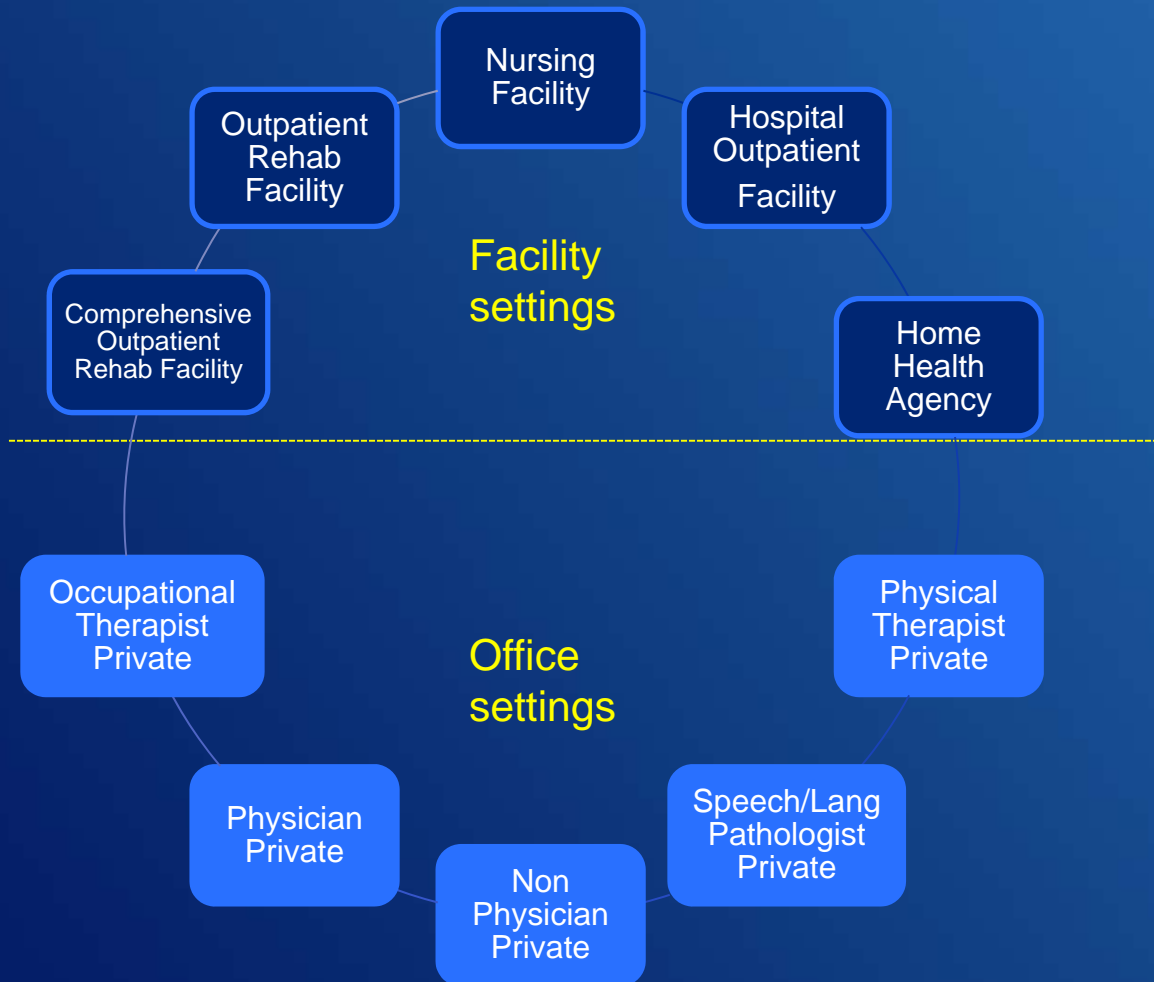 Nursing
Facility
Outpatient
Rehab
Facility
Hospital
Outpatient
Facility
Facility
settings
Comprehensive
Outpatient
Rehab Facility
Home
Health
Agency
Occupational
Therapist
Private
Physical
Therapist
Private
Office
settings
Physician
Private
Speech/Lang
Pathologist
Private
Non
Physician
Private